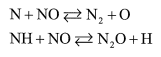 N + NO ⇄ N₂ + O
NH + NO ⇄ N₂O + H